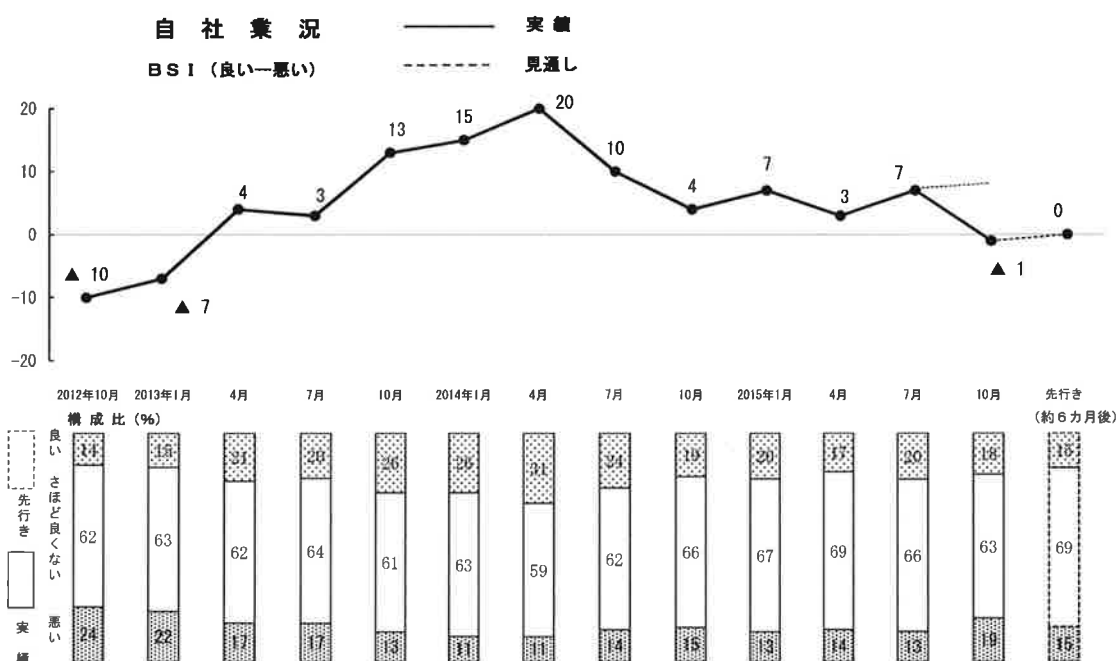 自 社 業 況
実 績
BSI (良い―悪い)
見通し
20
10
0
-10
-20
▲ 10
▲ 7
4
3
13
15
20
10
4
7
3
7
▲ 1
0
2012年10月 2013年1月 4月 7月 10月 2014年1月 4月 7月 10月 2015年1月 4月 7月 10月 先行き
(約6カ月後)
構 成 比 (%)
良い さほど良くない 悪い
先行き
実
14 15 21 20 26 26 31 24 19 20 17 20 18 15
62 63 62 64 61 63 59 62 66 67 69 66 63 69
24 22 17 17 13 11 11 14 15 13 14 13 19 15